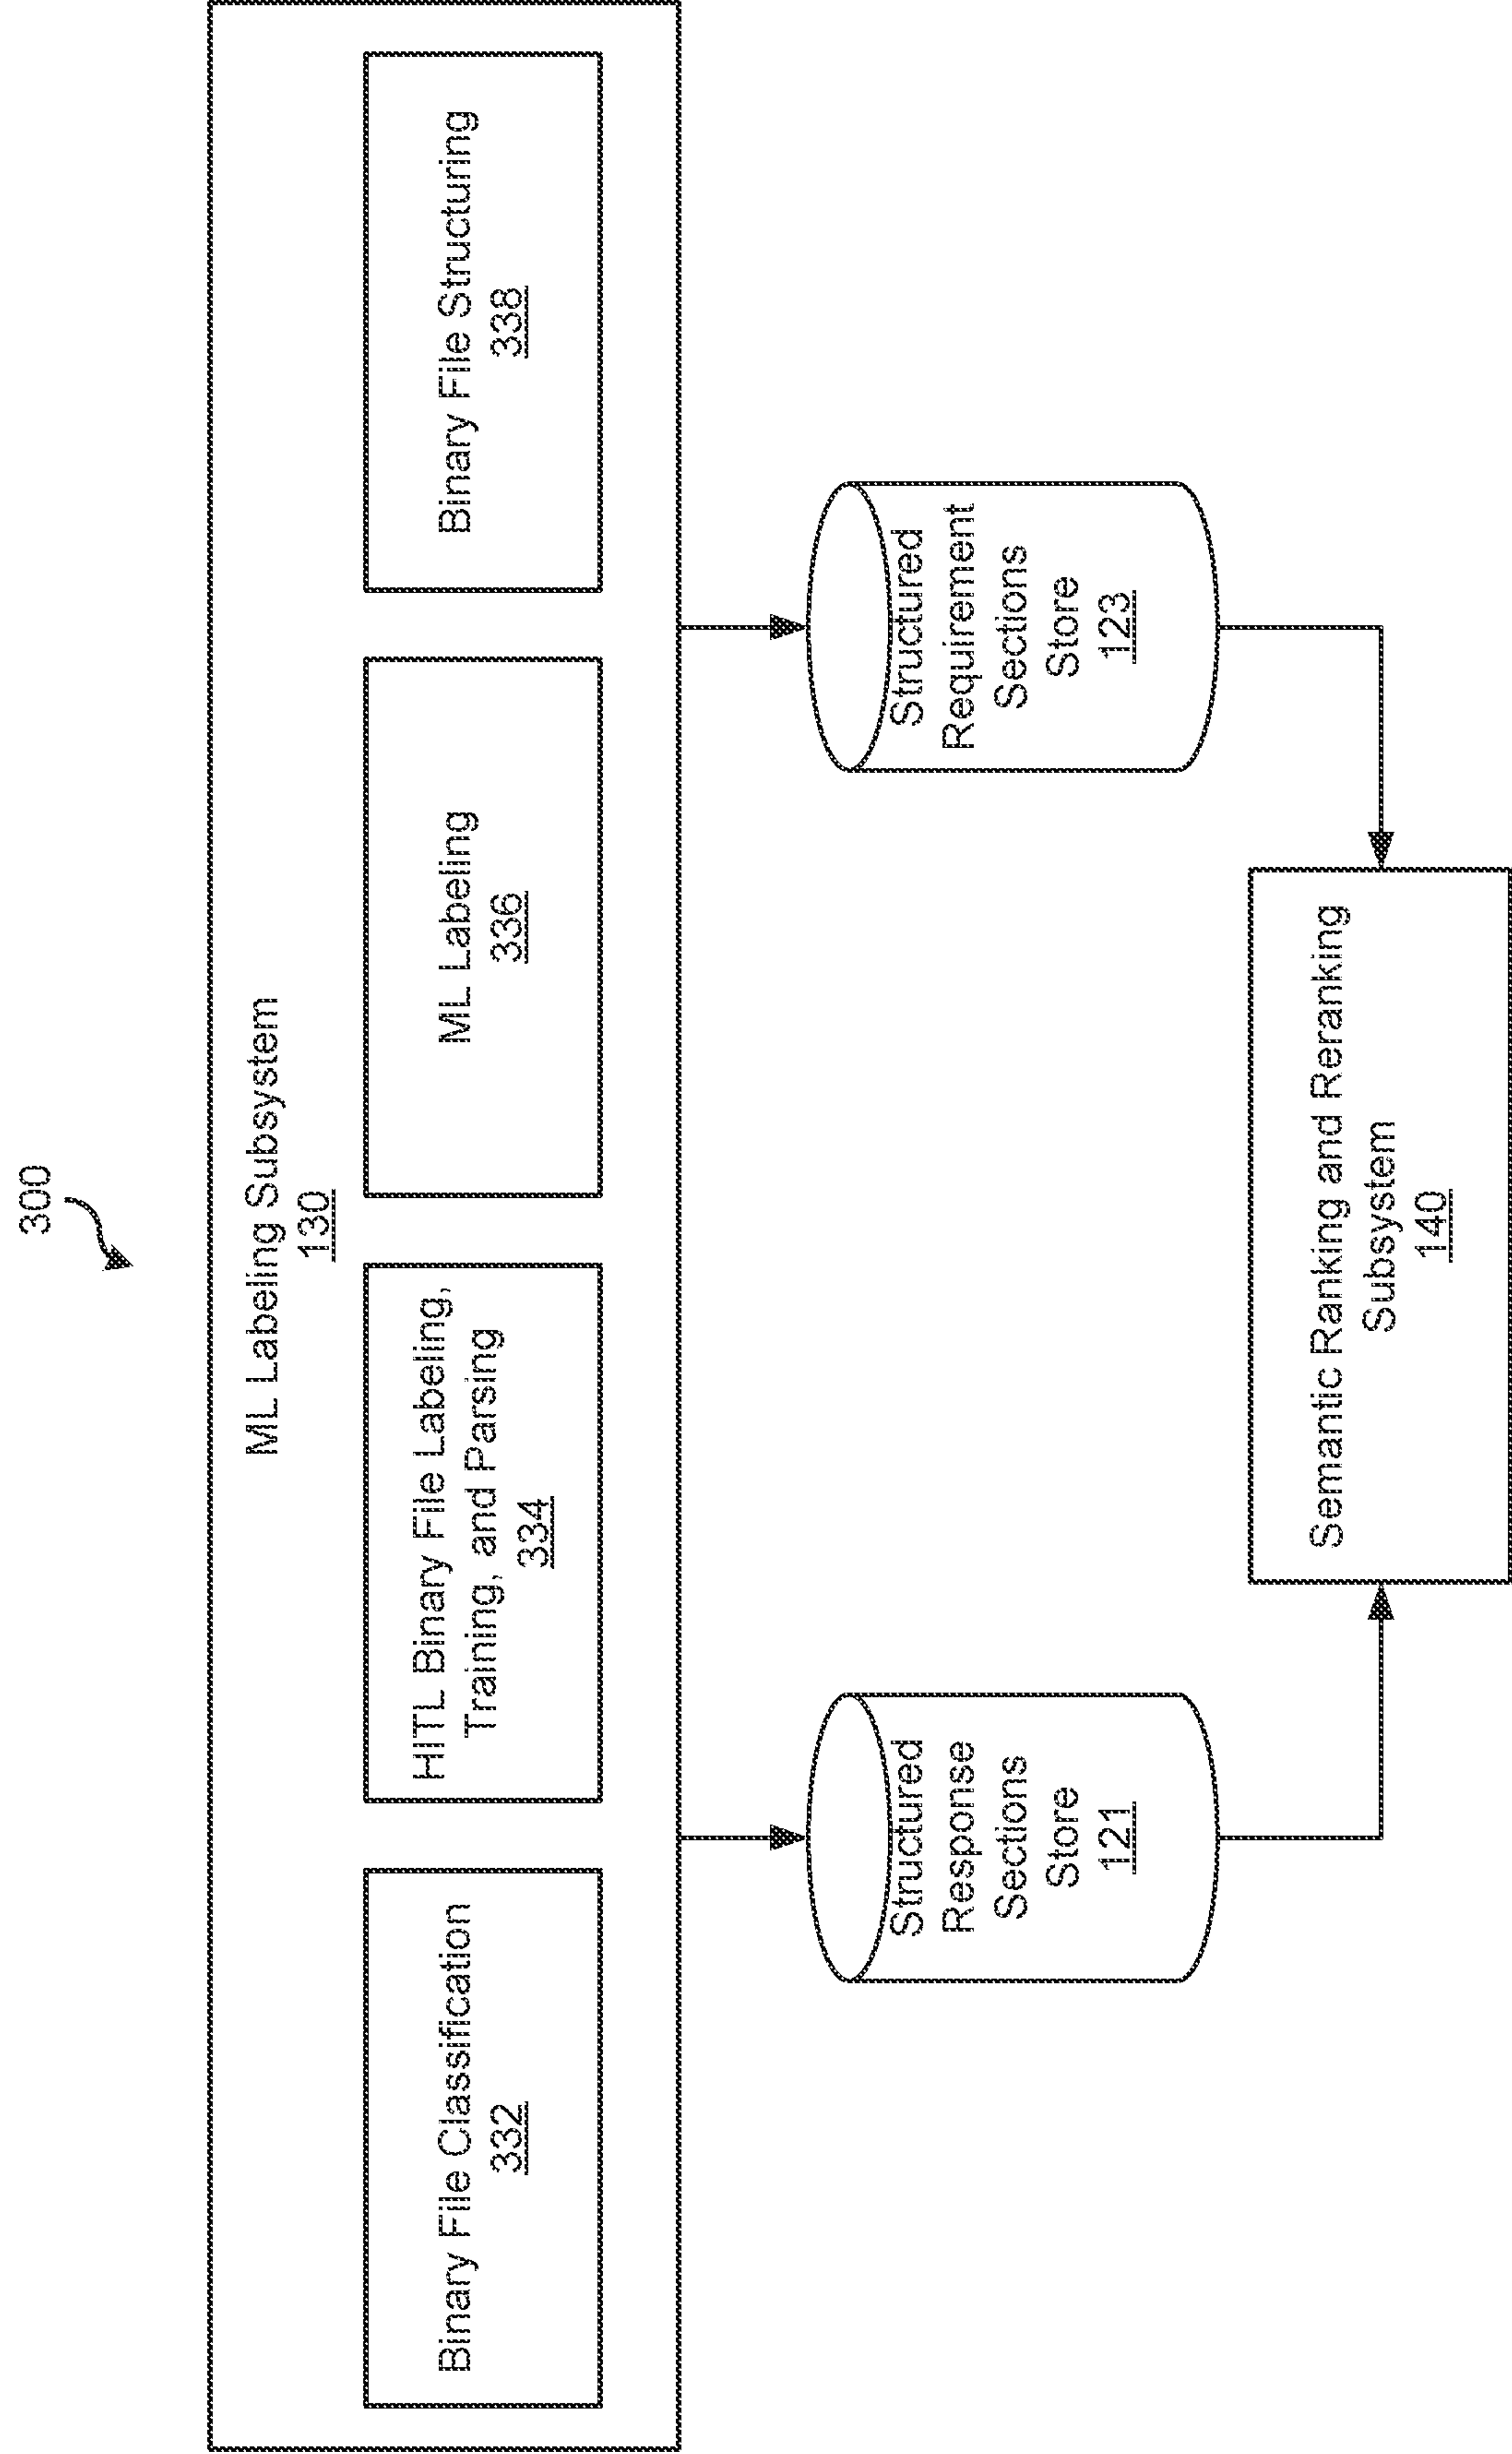 300
ML Labeling Subsystem
130
Binary File Classification
332
HITL Binary File Labeling,
Training, and Parsing
334
ML Labeling
336
Binary File Structuring
338
Structured
Response
Sections
Store
121
Structured
Requirement
Sections
Store
123
Semantic Ranking and Reranking
Subsystem
140